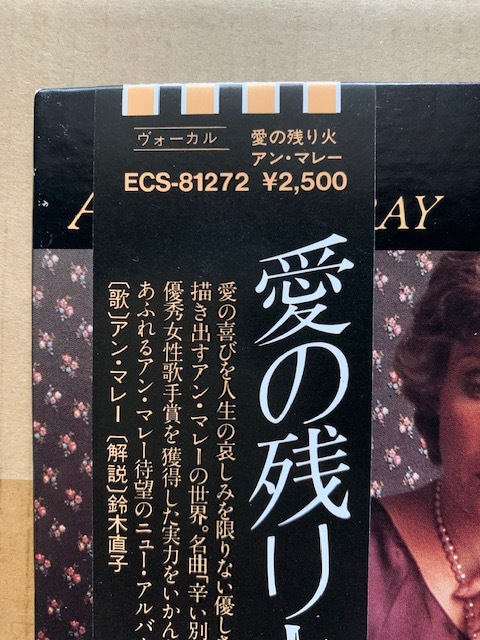 ヴォーカル
愛の残り火
アン・マレー
ECS-81272 ¥2,500
A
RAY
愛の残り
愛の喜びを人生の哀しみを限りない優し
描き出すアン・マレーの世界。名曲「辛い別
優秀女性歌手賞を獲得した実力をいかん
あふれるアン・マレー待望のニュー・アルバ
〔歌〕アン・マレー 〔解説〕鈴木直子